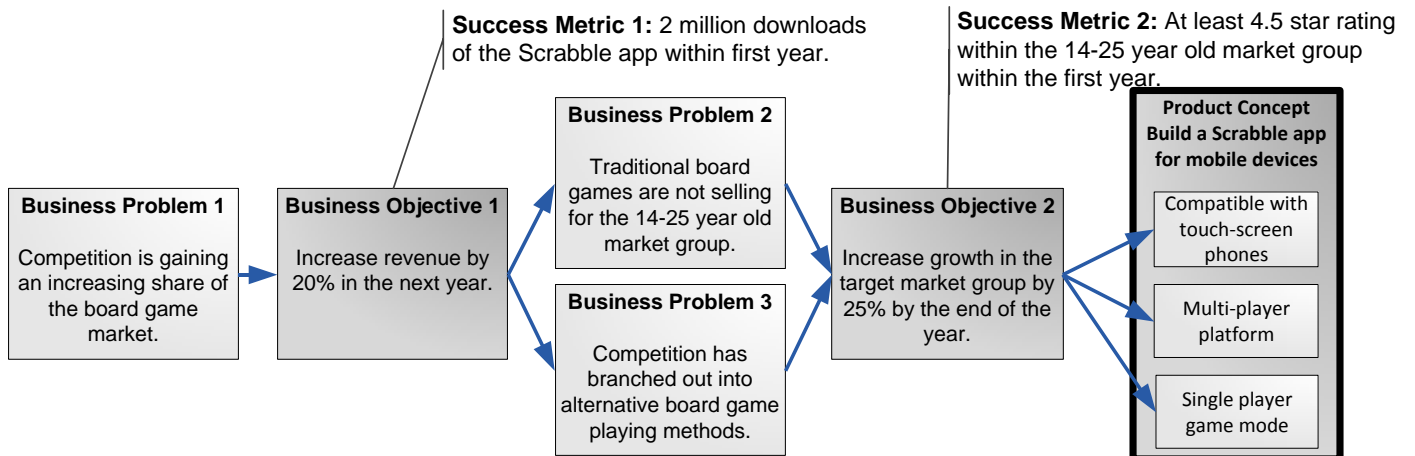 Success Metric 1: 2 million downloads
of the Scrabble app within first year.
Success Metric 2: At least 4.5 star rating
within the 14-25 year old market group
within the first year.
Business Problem 1
Competition is gaining
an increasing share of
the board game
market.
Business Objective 1
Increase revenue by
20% in the next year.
Business Problem 2
Traditional board
games are not selling
for the 14-25 year old
market group.
Business Problem 3
Competition has
branched out into
alternative board game
playing methods.
Business Objective 2
Increase growth in the
target market group by
25% by the end of the
year.
Product Concept
Build a Scrabble app
for mobile devices
Compatible with
touch-screen
phones
Multi-player
platform
Single player
game mode